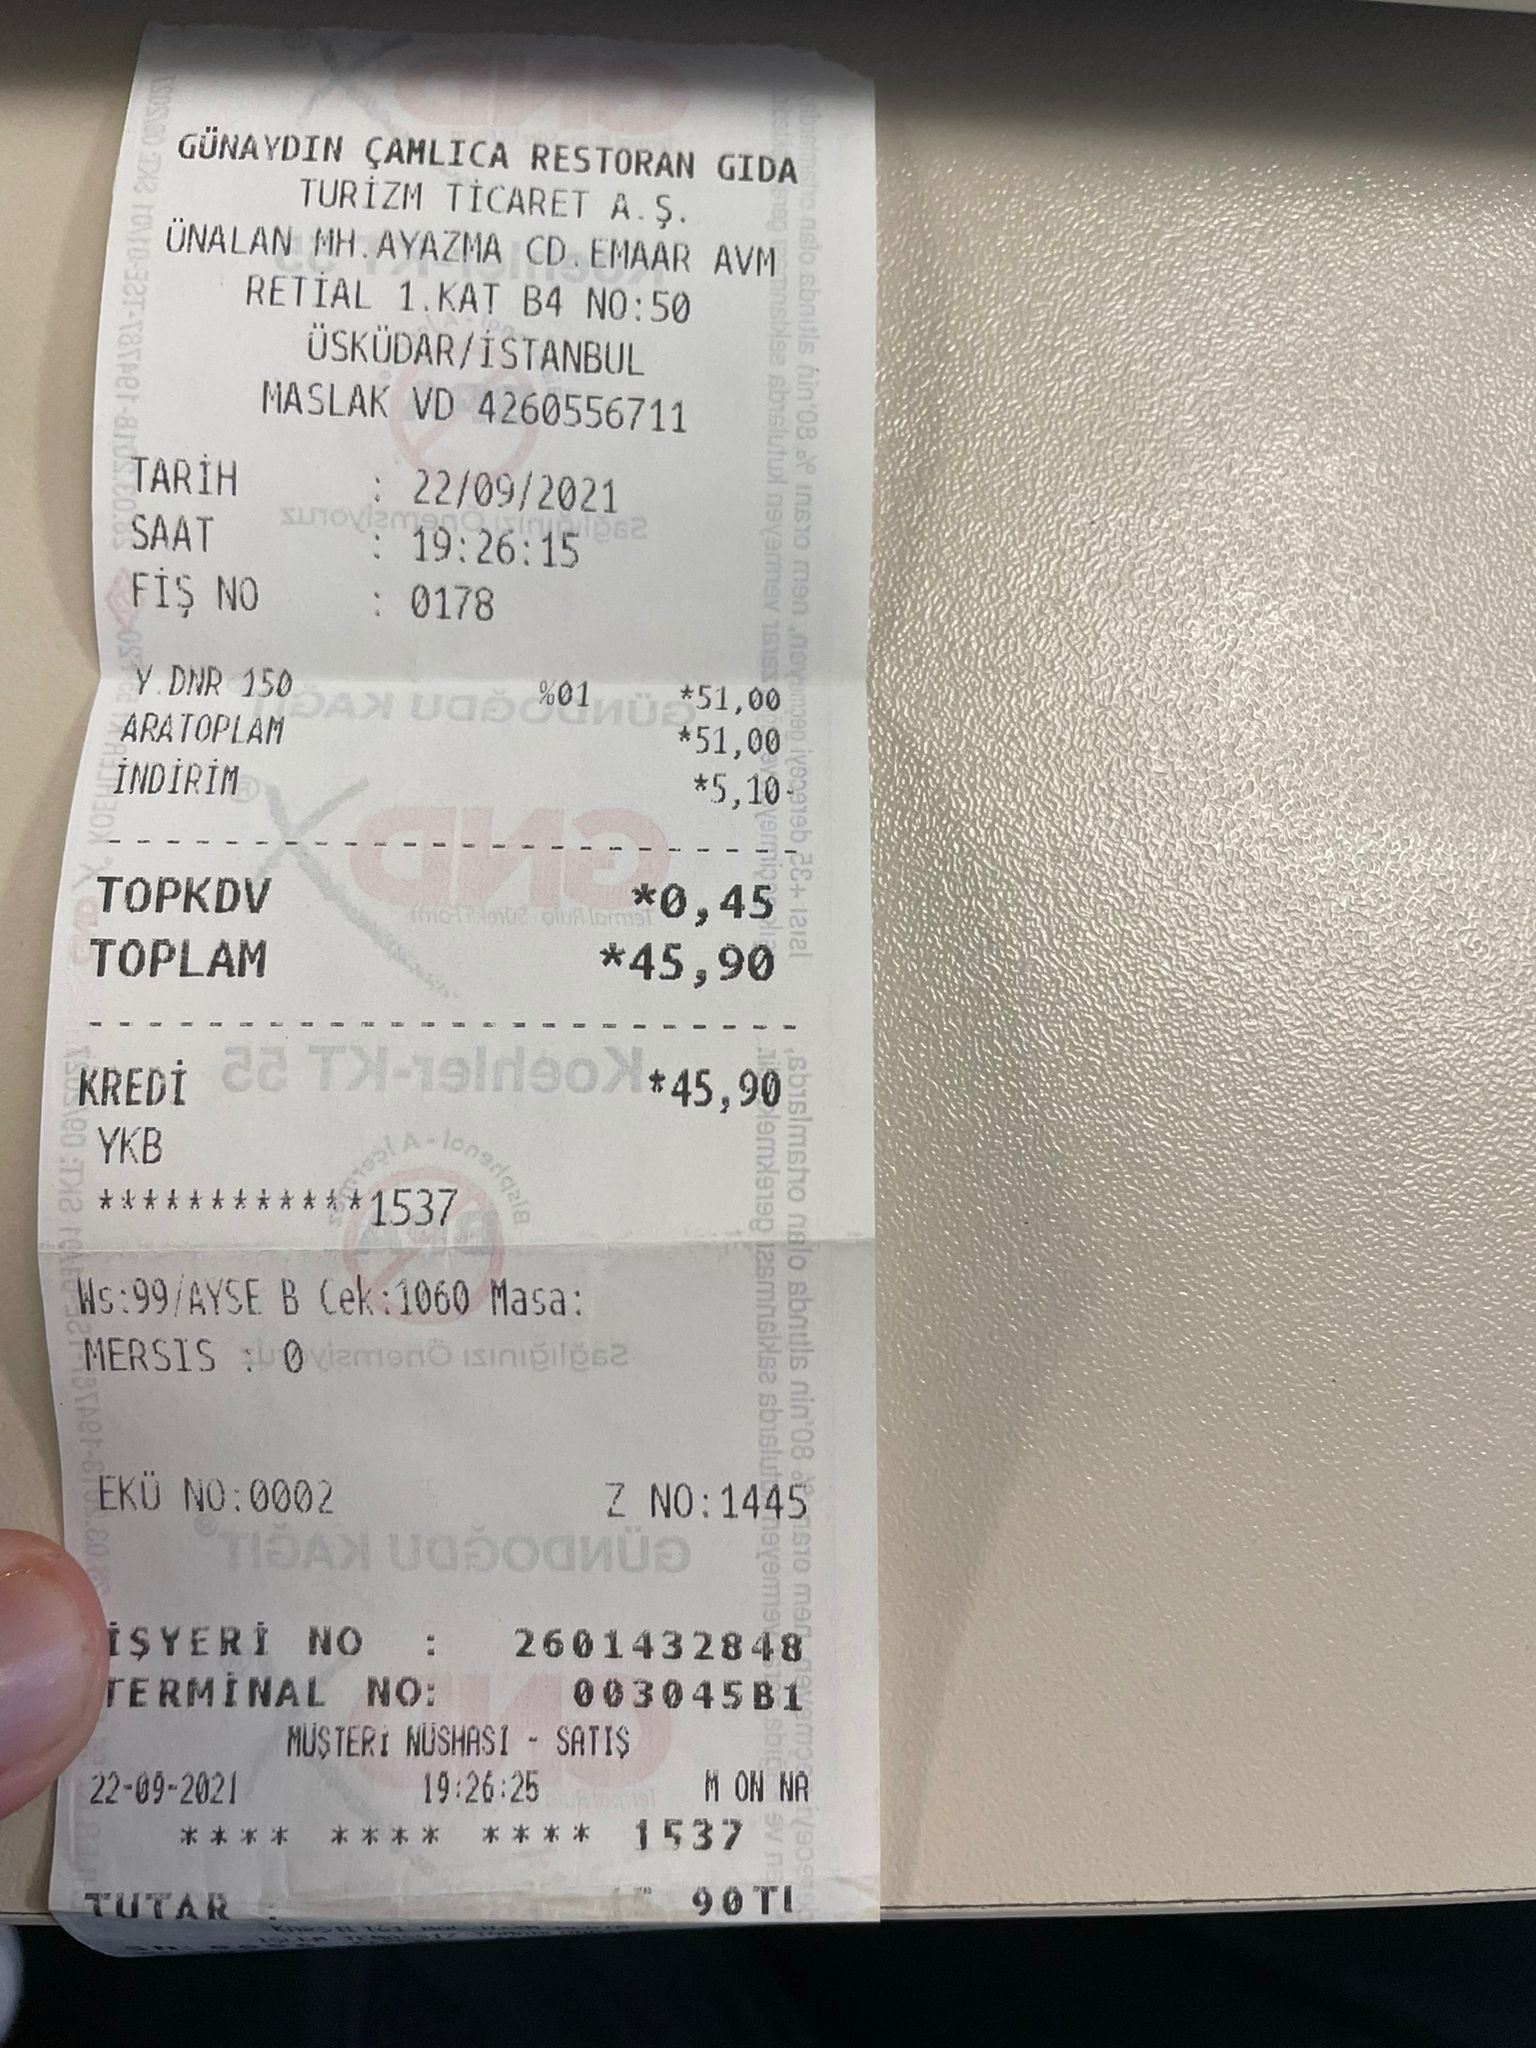 GÜNAYDIN ÇAMLICA RESTORAN GIDA
TURİZM TİCARET A.Ş.
ÜNALAN MH.AYAZMA CD.EMAAR AVM
RETİAL 1.KAT B4 NO:50
ÜSKÜDAR/İSTANBUL
MASLAK VD 4260556711
TARİH : 22/09/2021
SAAT : 19:26:15
FİŞ NO : 0178
Y.DNR 150 %01 *51,00
ARATOPLAM *51,00
İNDİRİM *5,10-
TOPKDV *0,45
TOPLAM *45,90
KREDİ *45,90
YKB
************1537
Ws:99/AYSE B Cek:1060 Masa:
MERSIS : 0
EKÜ NO:0002 Z NO:1445
İŞYERİ NO : 2601432848
TERMİNAL NO: 003045B1
MÜŞTERİ NÜSHASI - SATIŞ
22-09-2021 19:26:25 M ON NA
**** **** **** 1537
TUTAR : 90TL